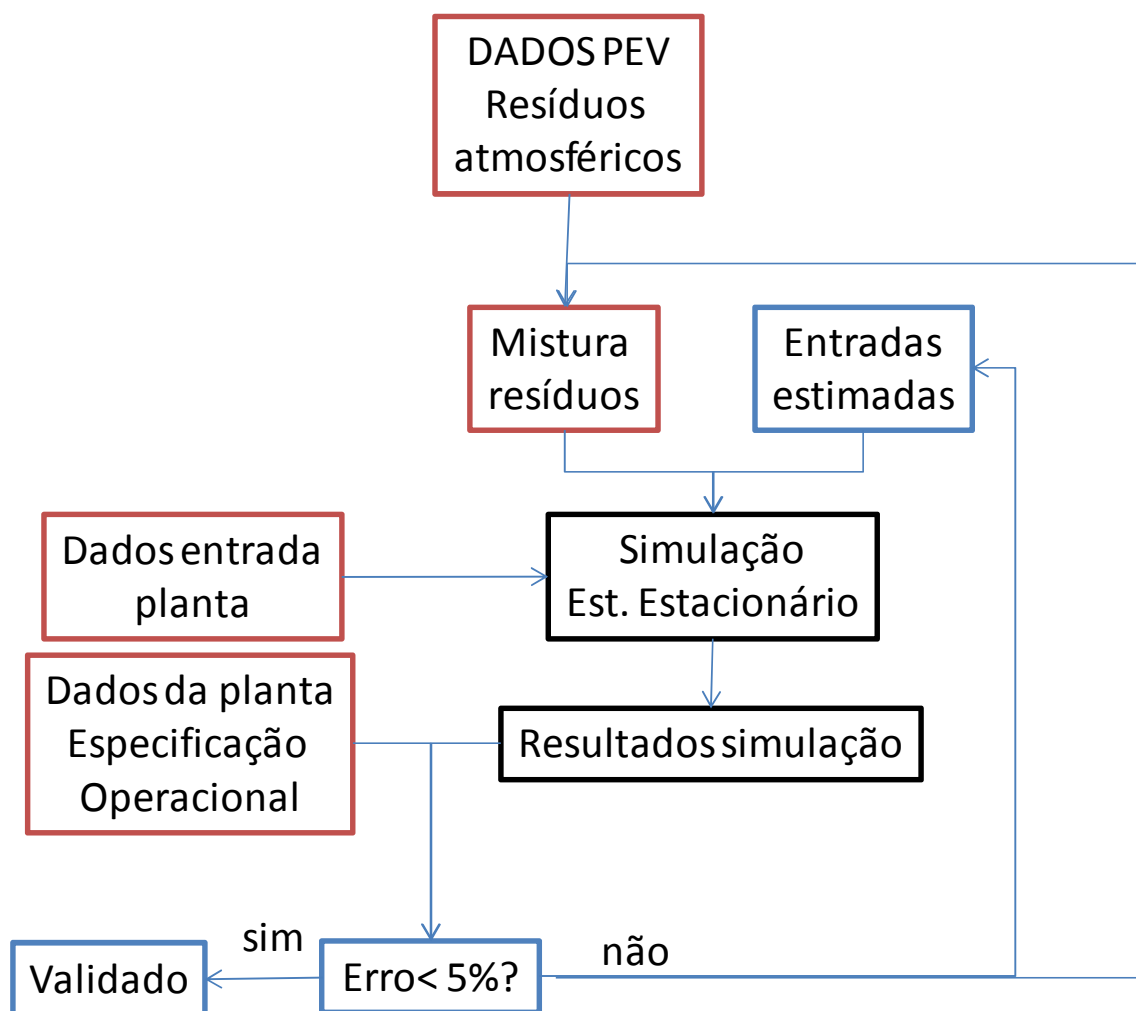 DADOS PEV
Resíduos
atmosféricos
Mistura
resíduos
Entradas
estimadas
Dados entrada
planta
Simulação
Est. Estacionário
Dados da planta
Especificação
Operacional
Resultados simulação
sim
não
Validado
Erro< 5%?